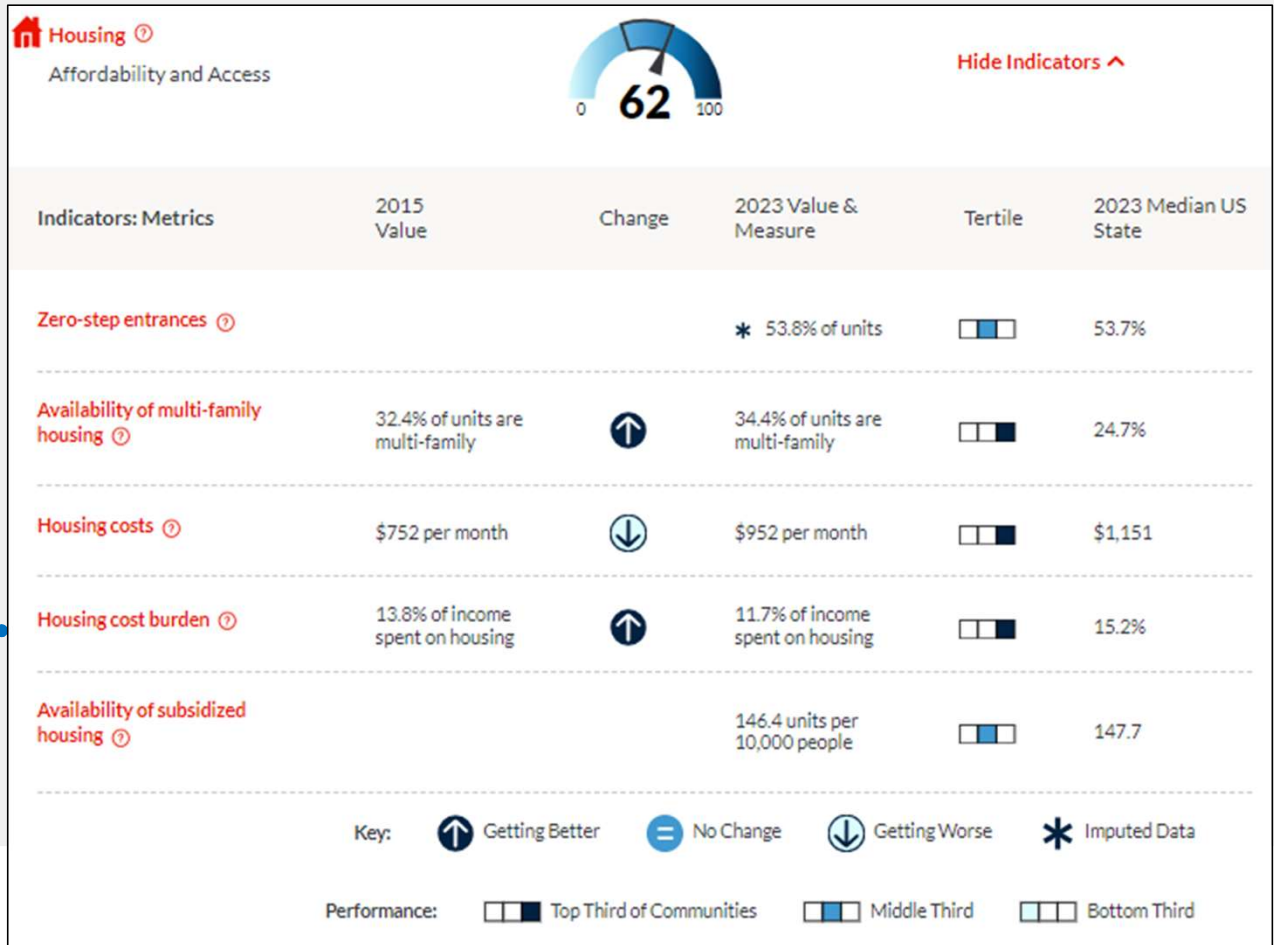 Housing ?
Affordability and Access
0 62 100
Hide Indicators
Indicators: Metrics
2015
Value
Change
2023 Value &
Measure
Tertile
2023 Median US
State
Zero-step entrances ?
* 53.8% of units
53.7%
Availability of multi-family
housing ?
32.4% of units are
multi-family
34.4% of units are
multi-family
24.7%
Housing costs ?
$752 per month
$952 per month
$1,151
Housing cost burden ?
13.8% of income
spent on housing
11.7% of income
spent on housing
15.2%
Availability of subsidized
housing ?
146.4 units per
10,000 people
147.7
Key: Getting Better = No Change Getting Worse * Imputed Data
Performance: Top Third of Communities Middle Third Bottom Third